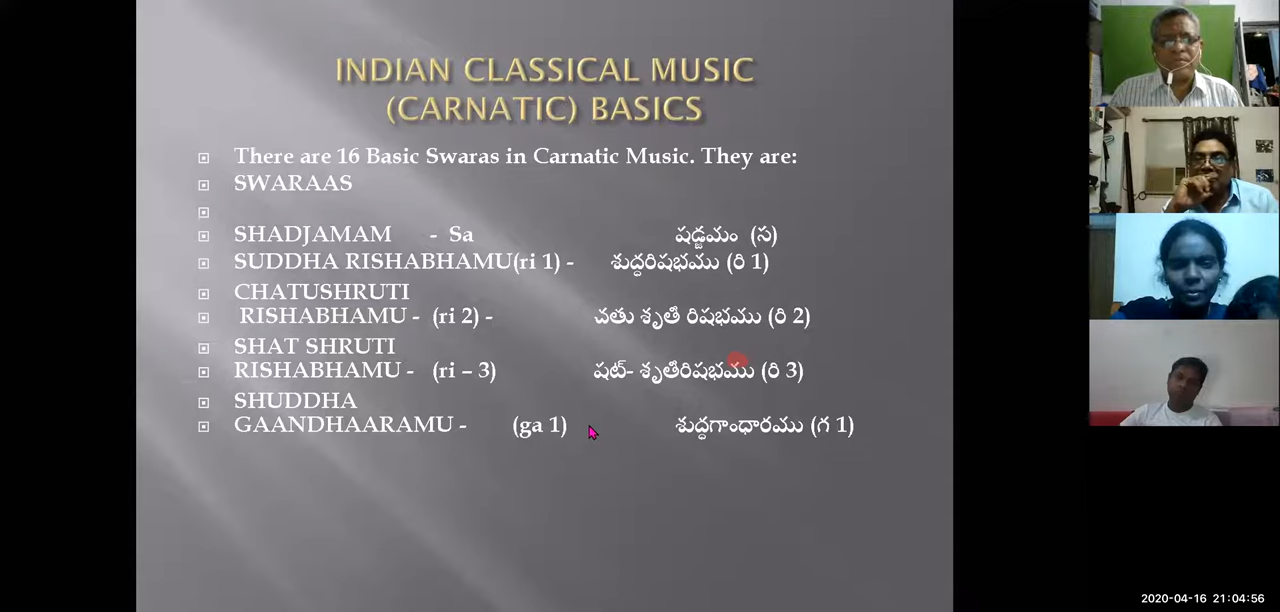 INDIAN CLASSICAL MUSIC
(CARNATIC) BASICS
There are 16 Basic Swaras in Carnatic Music. They are:
SWARAAS
SHADJAMAM - Sa షడ్జమం (స)
SUDDHA RISHABHAMU(ri 1) - శుద్ధరిషభము (రి 1)
CHATUSHRUTI
RISHABHAMU - (ri 2) - చతు శృతి రిషభము (రి 2)
SHAT SHRUTI
RISHABHAMU - (ri – 3) షట్- శృతిరిషభము (రి 3)
SHUDDHA
GAANDHAARAMU - (ga 1) శుద్ధగాంధారము (గ 1)
2020-04-16 21:04:56